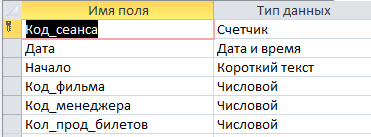 Имя поля Тип данных
Код_сеанса Счетчик
Дата Дата и время
Начало Короткий текст
Код_фильма Числовой
Код_менеджера Числовой
Кол_прод_билетов Числовой